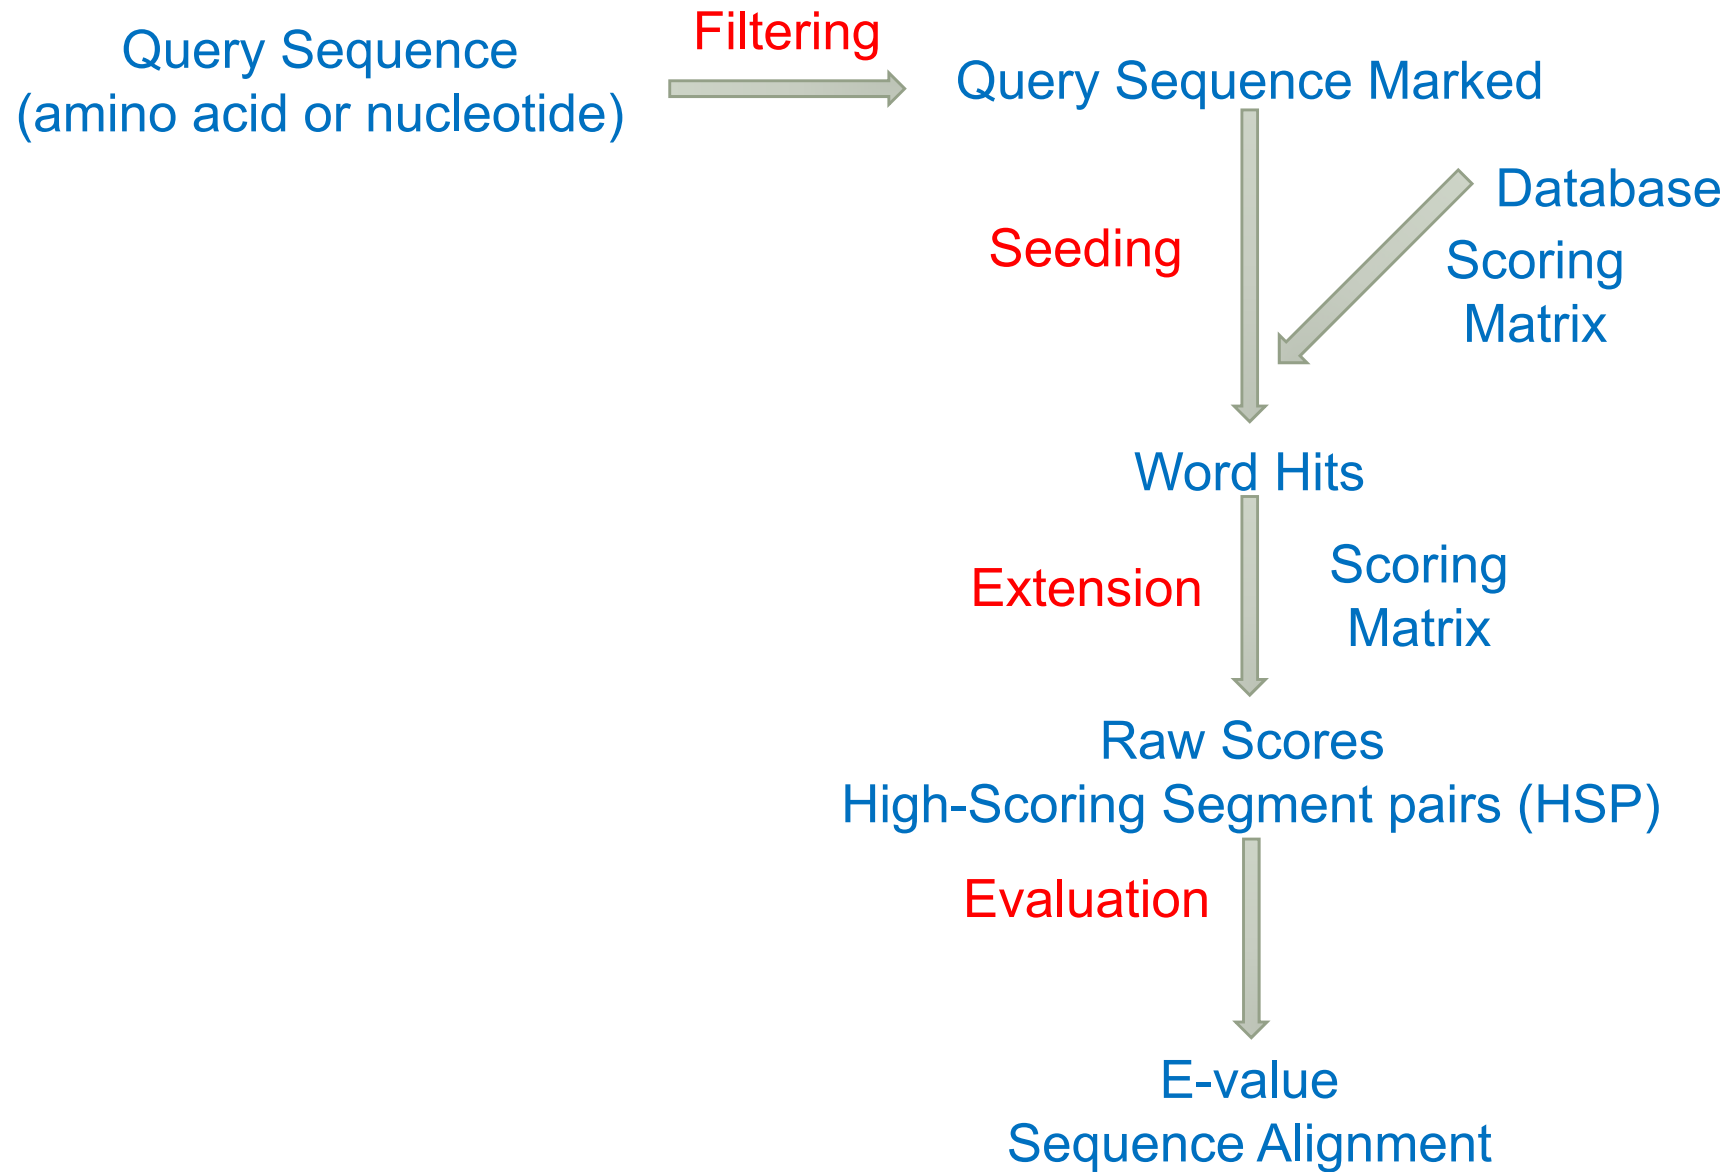 Query Sequence
(amino acid or nucleotide)
Filtering
Query Sequence Marked
Seeding
Database
Scoring
Matrix
Word Hits
Extension
Scoring
Matrix
Raw Scores
High-Scoring Segment pairs (HSP)
Evaluation
E-value
Sequence Alignment